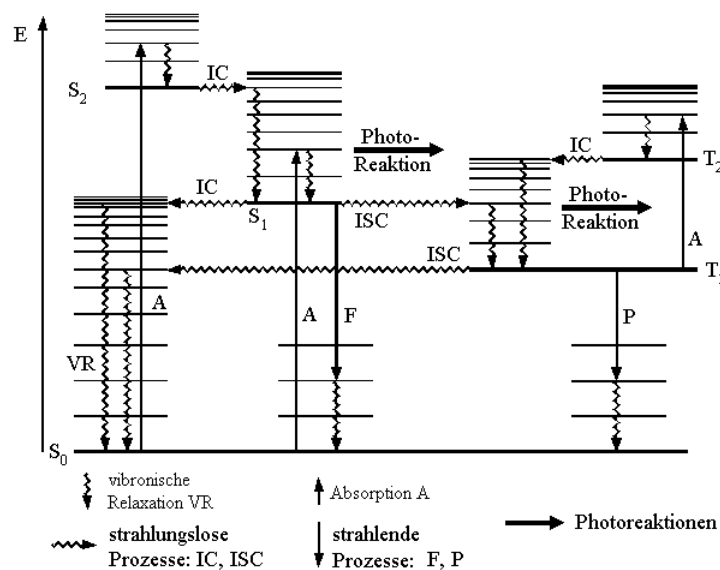 E
S2
IC
Photo-
Reaktion
IC
T2
IC
S1
ISC
Photo-
Reaktion
ISC
A
T1
A
A
F
P
VR
S0
vibronische
Relaxation VR
Absorption A
strahlungslose
Prozesse: IC, ISC
strahlende
Prozesse: F, P
Photoreaktionen